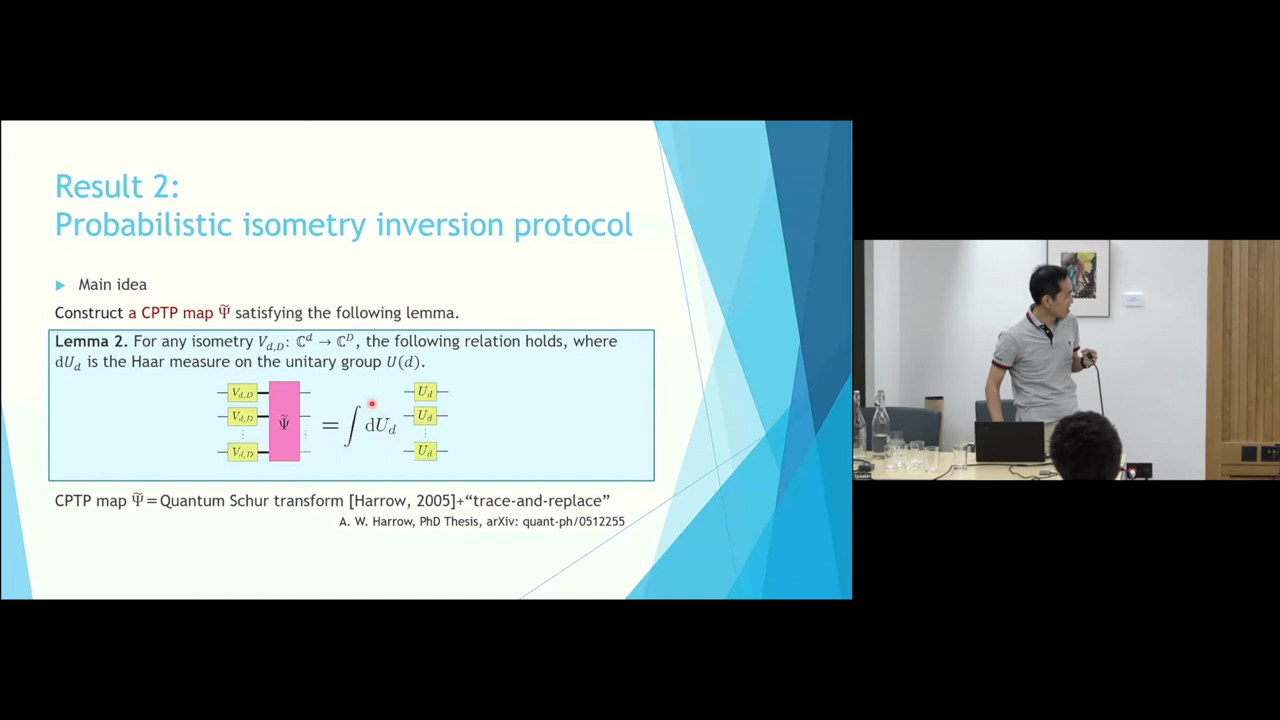 Result 2:
Probabilistic isometry inversion protocol
Main idea
Construct a CPTP map Ψ̃ satisfying the following lemma.
Lemma 2. For any isometry V_{d,D}: ℂ^d → ℂ^D, the following relation holds, where
dU_d is the Haar measure on the unitary group U(d).
V_{d,D} U_d
V_{d,D} Ψ̃ = ∫ dU_d U_d
⋮ ⋮ ⋮
V_{d,D} U_d
CPTP map Ψ̃ = Quantum Schur transform [Harrow, 2005]+“trace-and-replace”
A. W. Harrow, PhD Thesis, arXiv: quant-ph/0512255
Speaker